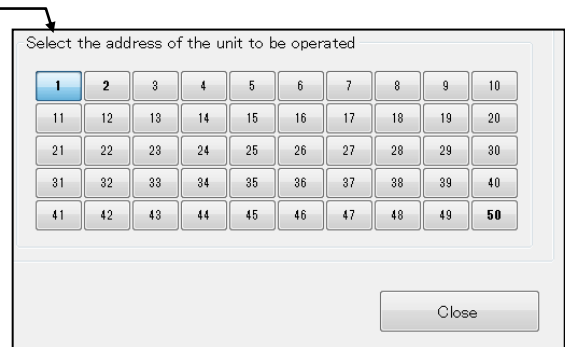 Select the address of the unit to be operated
1 2 3 4 5 6 7 8 9 10
11 12 13 14 15 16 17 18 19 20
21 22 23 24 25 26 27 28 29 30
31 32 33 34 35 36 37 38 39 40
41 42 43 44 45 46 47 48 49 50
Close